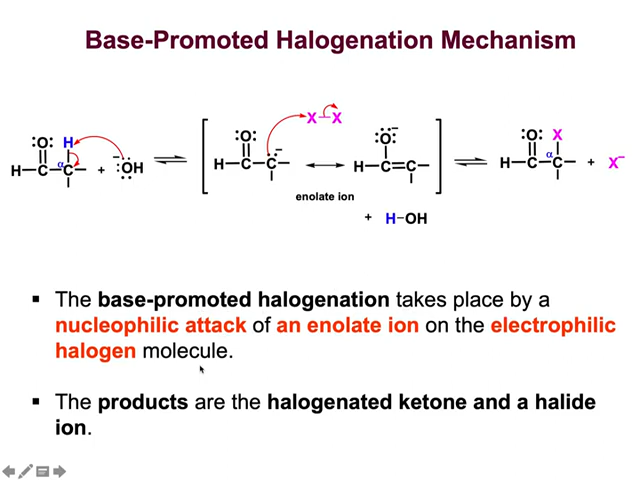 Base-Promoted Halogenation Mechanism
:O: H :O: X–X :O:− :O: X
H–C–C– + −:OH H–C–C− H–C=C– H–C–C– + X−
α α
enolate ion
+ H–OH
▪ The base-promoted halogenation takes place by a
nucleophilic attack of an enolate ion on the electrophilic
halogen molecule.
▪ The products are the halogenated ketone and a halide
ion.